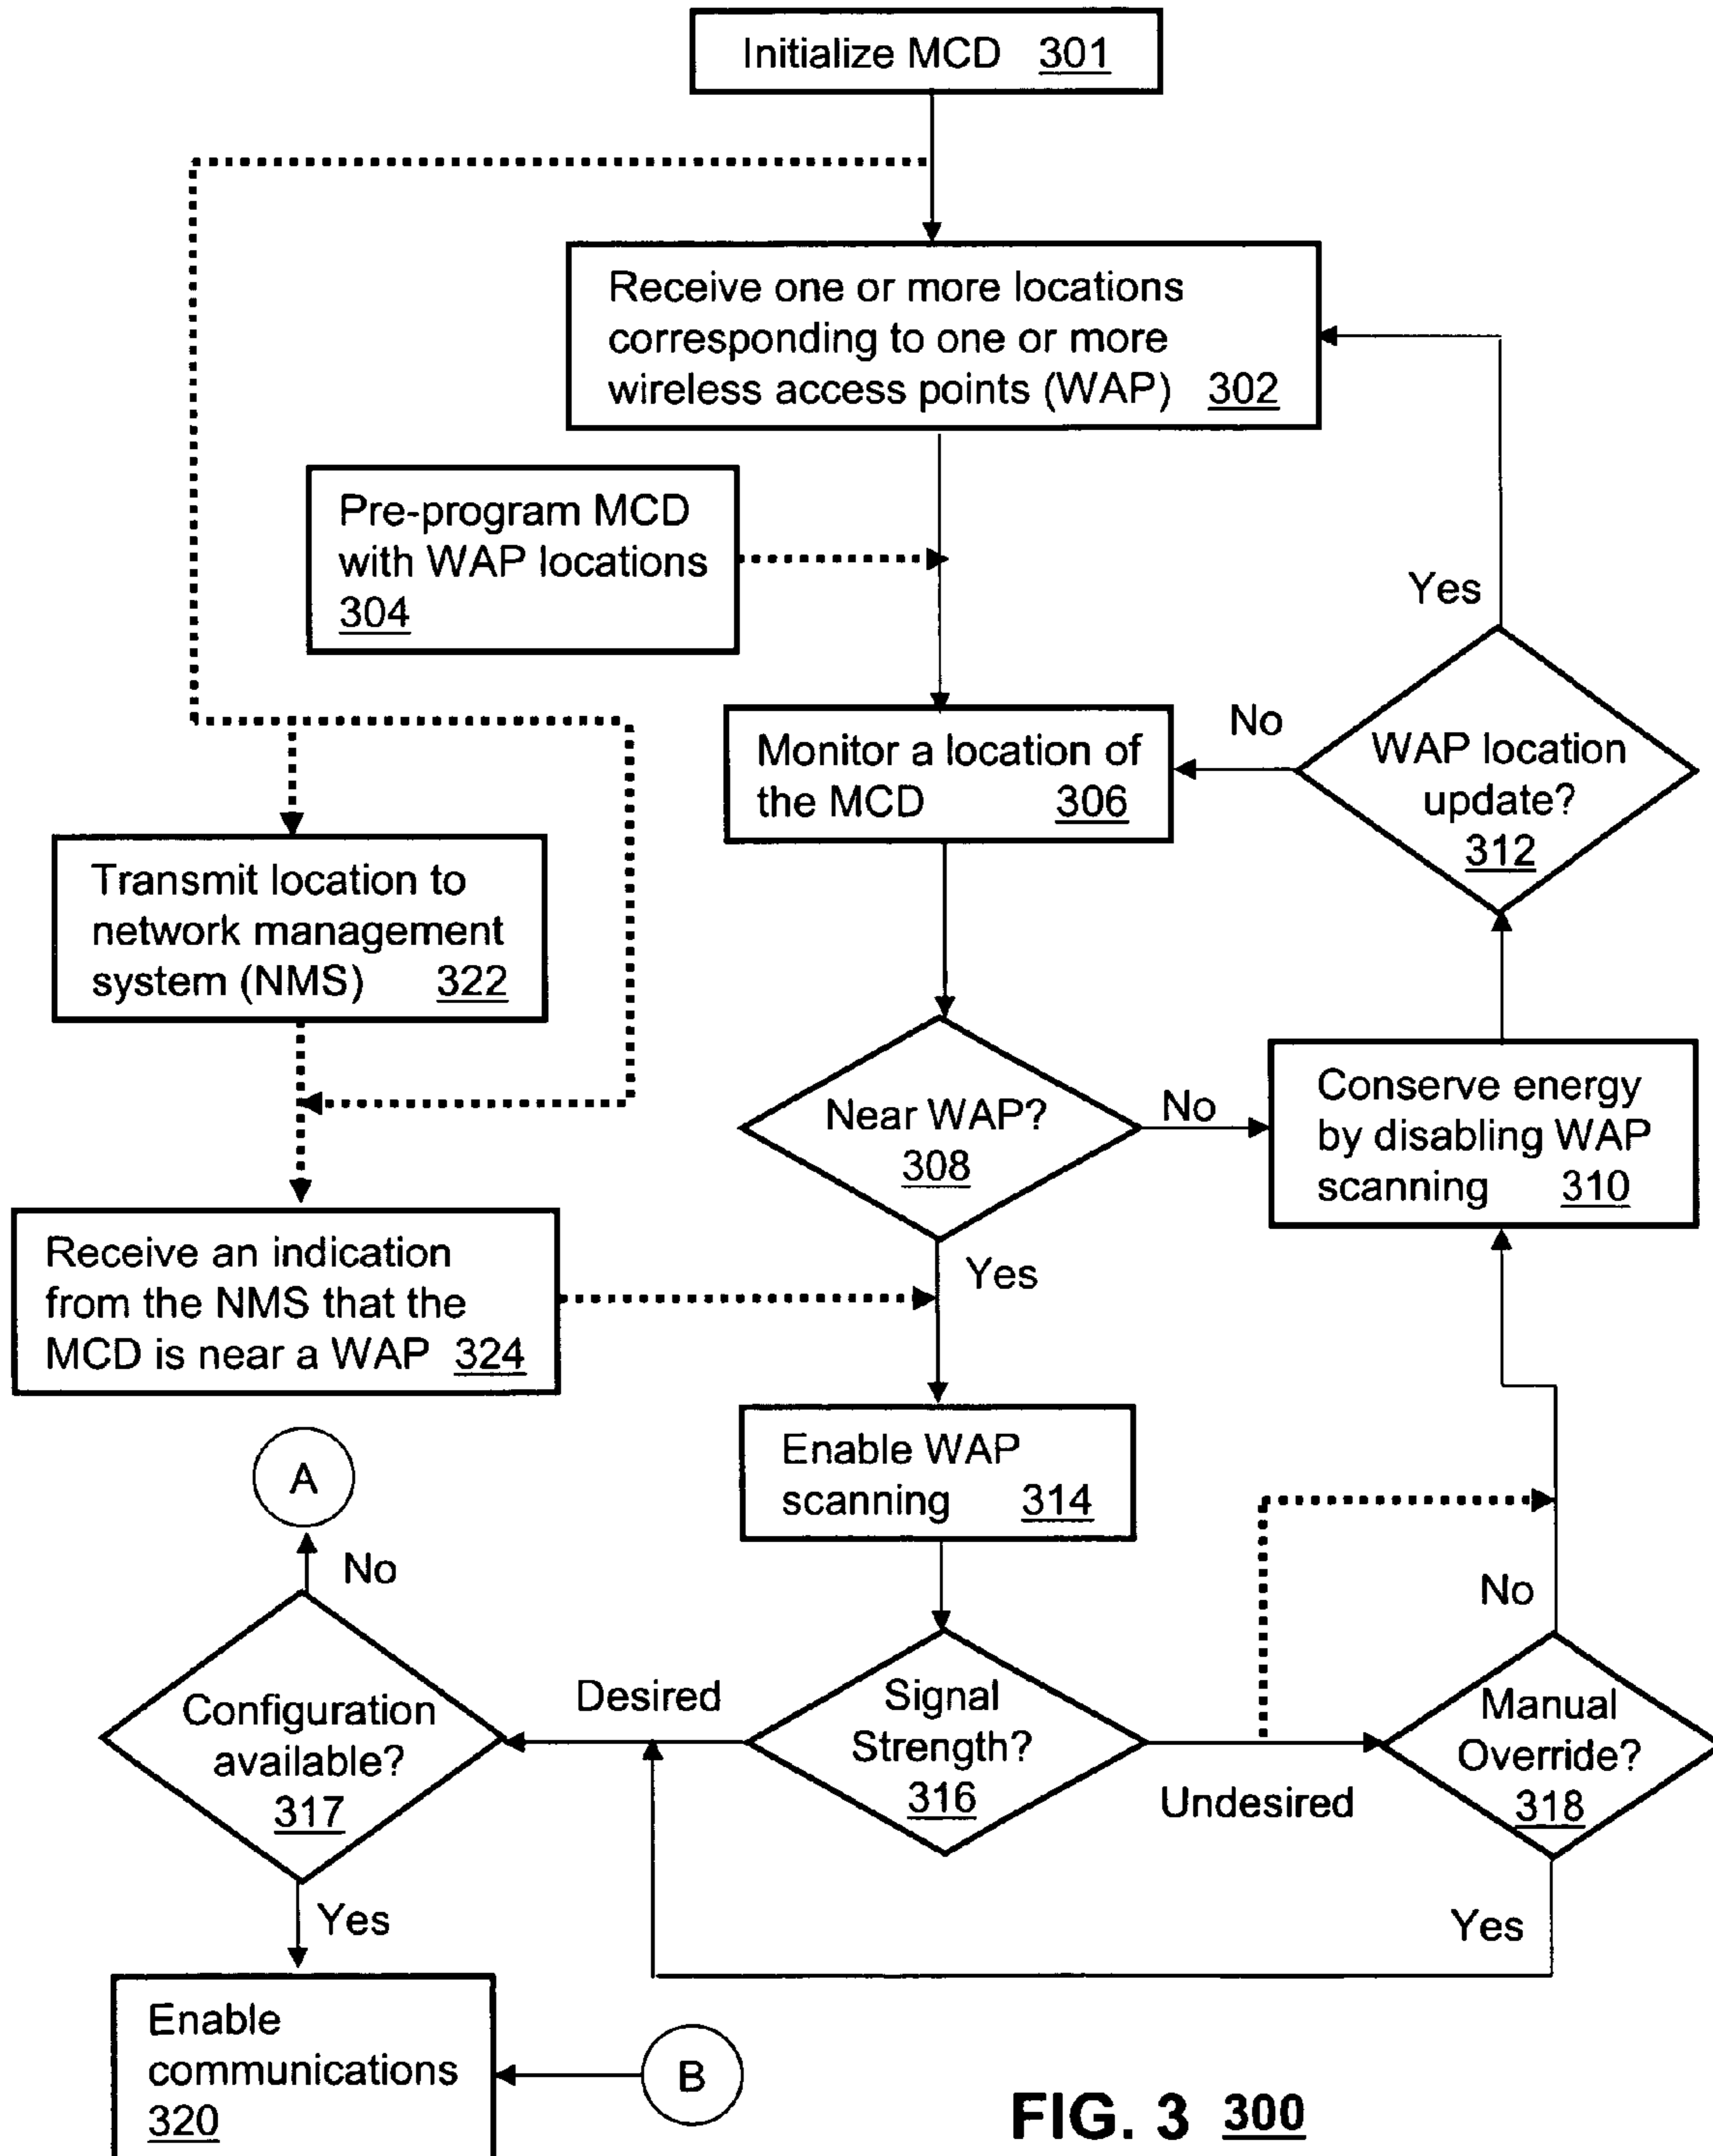 Initialize MCD 301
Receive one or more locations
corresponding to one or more
wireless access points (WAP) 302
Pre-program MCD
with WAP locations
304
Yes
Monitor a location of
the MCD 306
No
WAP location
update?
312
Transmit location to
network management
system (NMS) 322
Near WAP?
308
No
Conserve energy
by disabling WAP
scanning 310
Receive an indication
from the NMS that the
MCD is near a WAP 324
Yes
Enable WAP
scanning 314
A
No
No
Configuration
available?
317
Desired
Signal
Strength?
316
Undesired
Manual
Override?
318
Yes
Yes
Enable
communications
320
B
FIG. 3 300